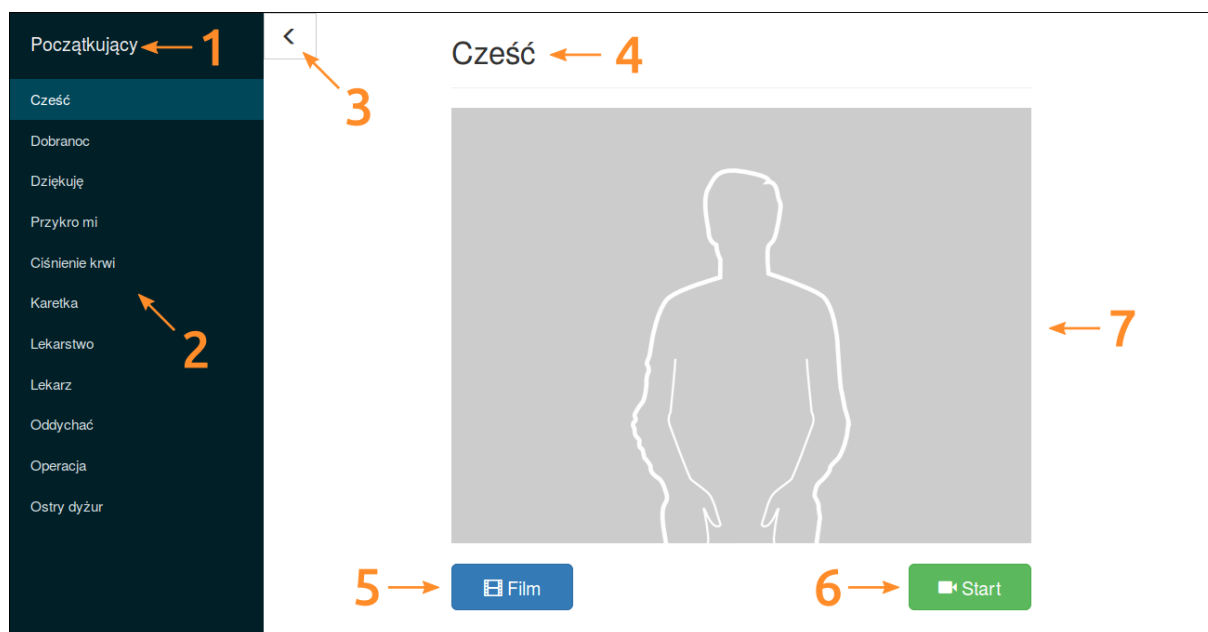 Początkujący
1
Cześć
Dobranoc
Dziękuję
Przykro mi
Ciśnienie krwi
Karetka
2
Lekarstwo
Lekarz
Oddychać
Operacja
Ostry dyżur
3
Cześć
4
7
5
Film
6
Start